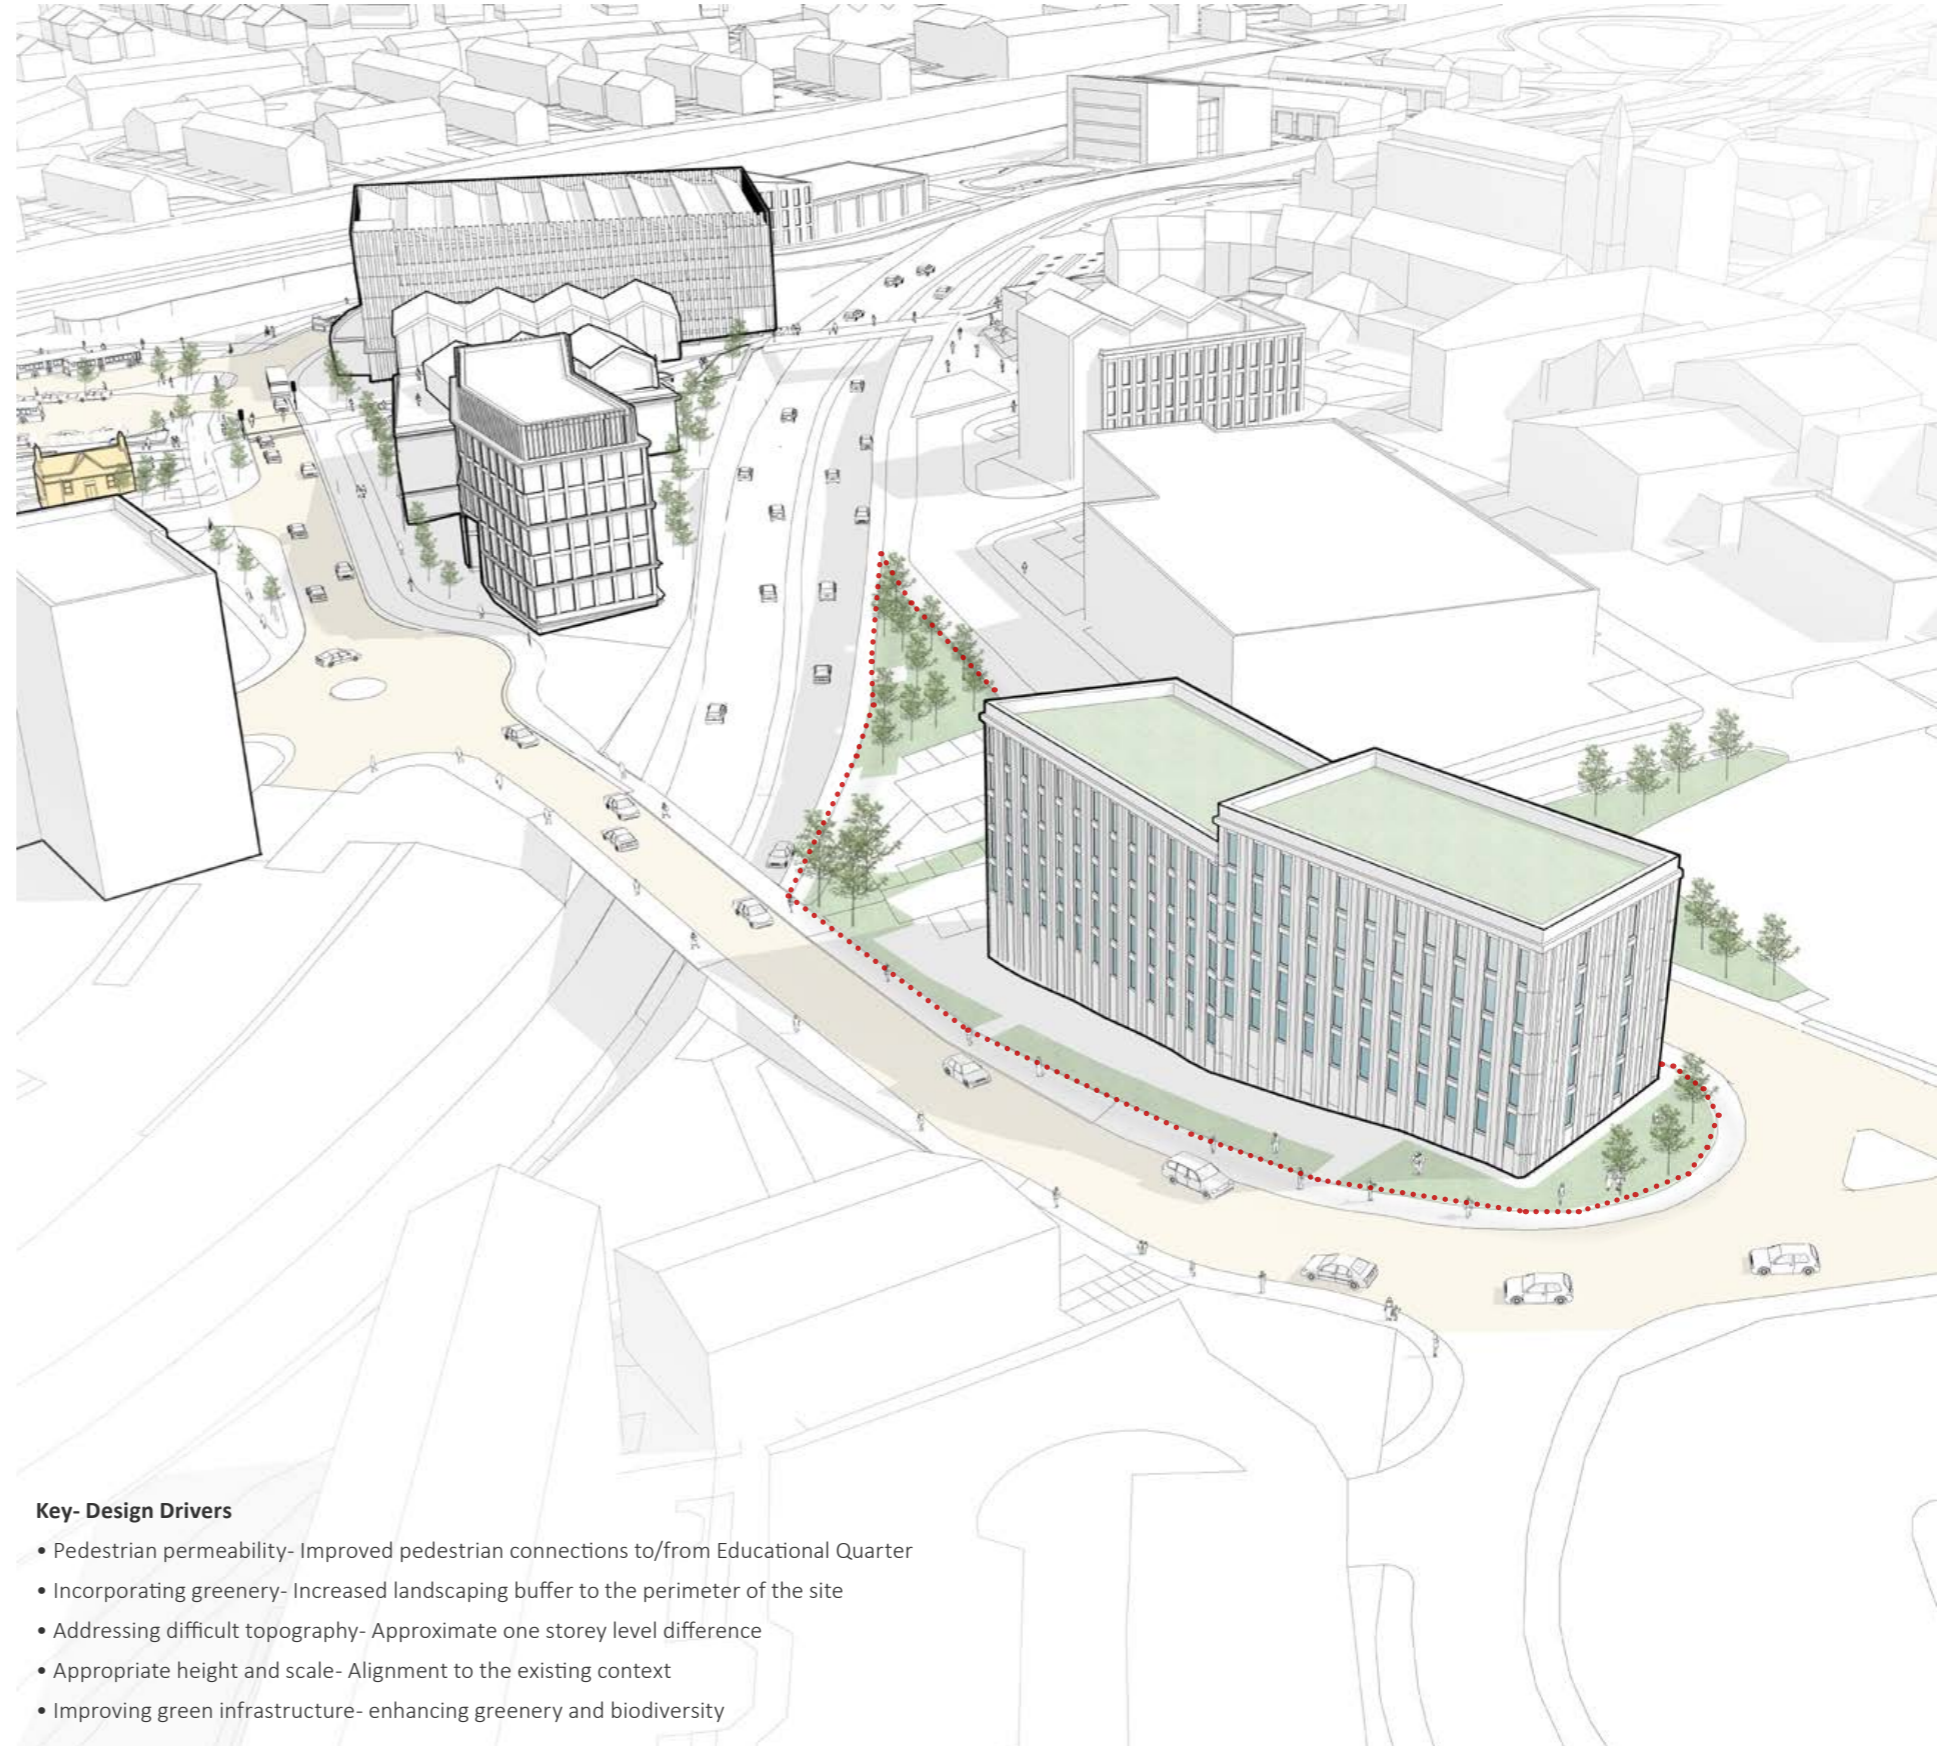 Key- Design Drivers
• Pedestrian permeability- Improved pedestrian connections to/from Educational Quarter
• Incorporating greenery- Increased landscaping buffer to the perimeter of the site
• Addressing difficult topography- Approximate one storey level difference
• Appropriate height and scale- Alignment to the existing context
• Improving green infrastructure- enhancing greenery and biodiversity